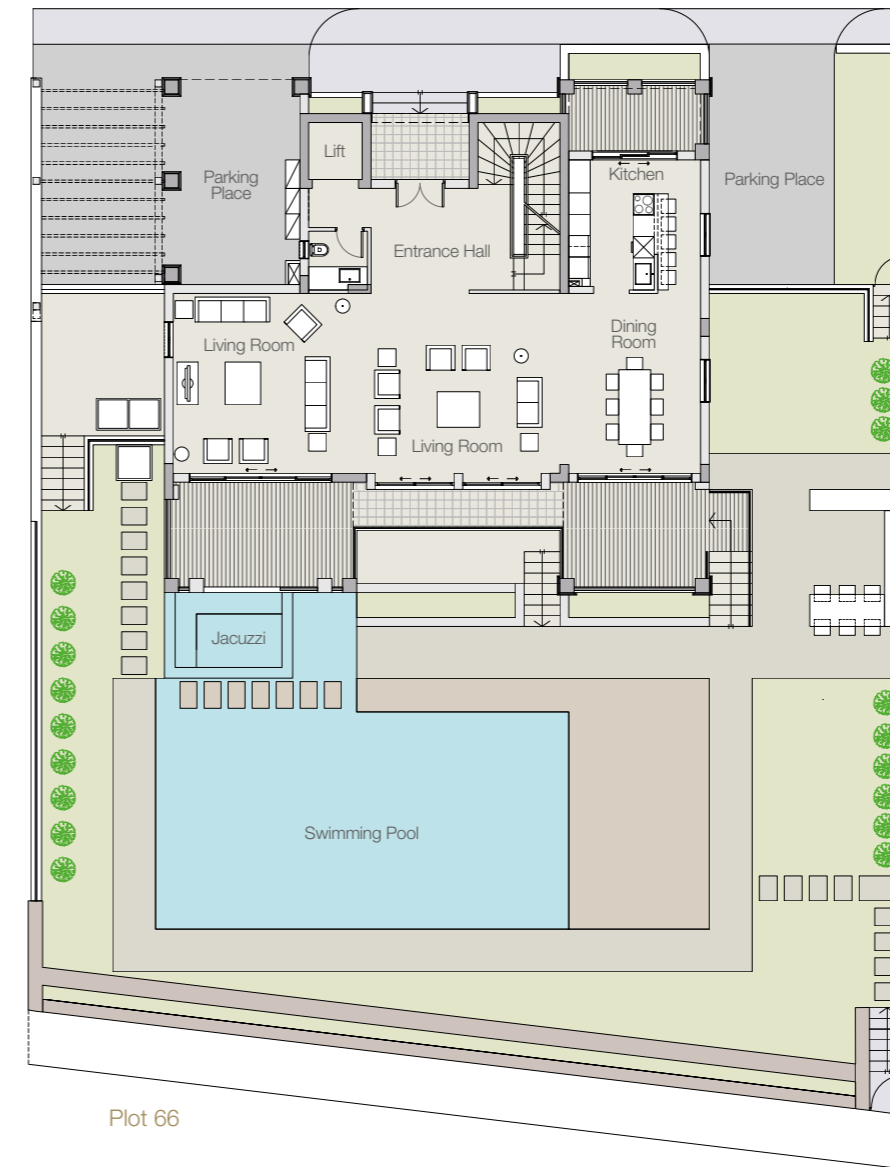 Lift
Kitchen
Parking
Place
Parking Place
Entrance Hall
Dining
Room
Living Room
Living Room
Jacuzzi
Swimming Pool
Plot 66